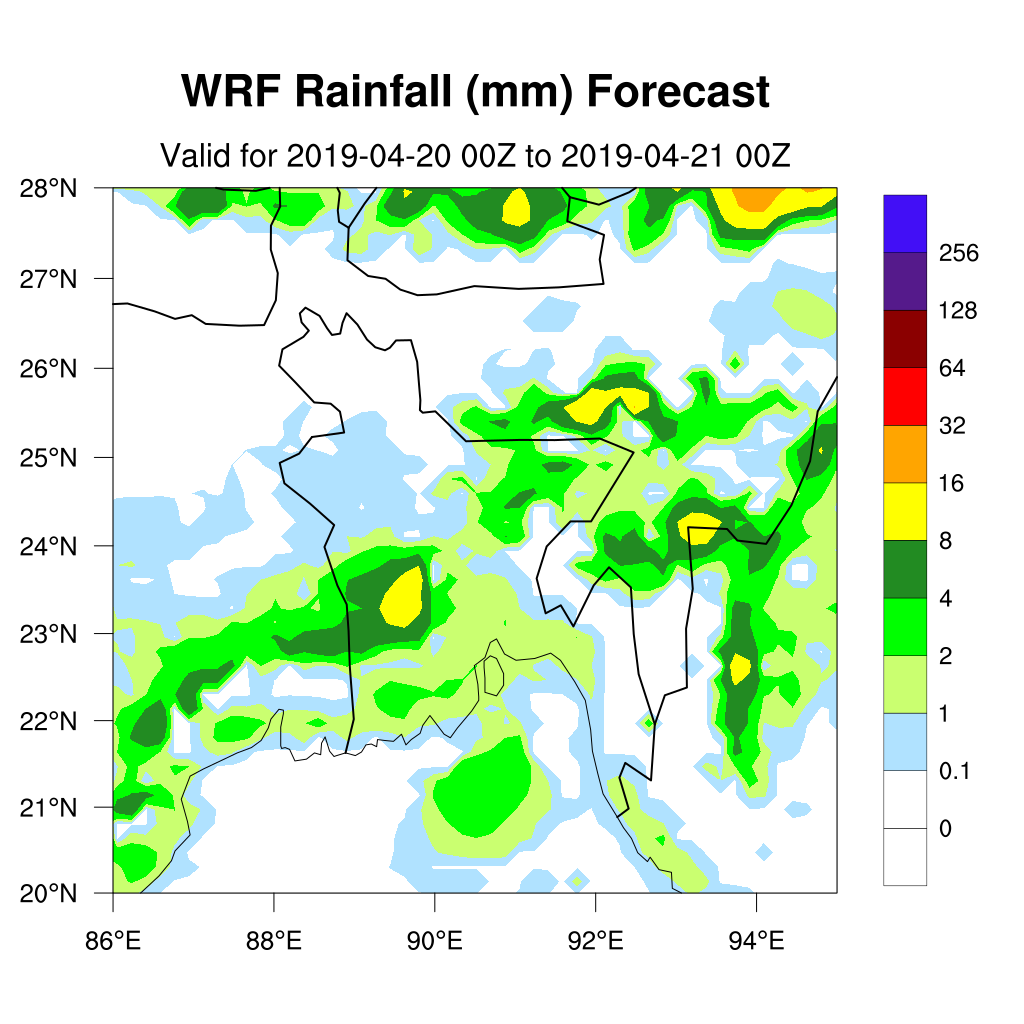 WRF Rainfall (mm) Forecast
Valid for 2019-04-20 00Z to 2019-04-21 00Z
28°N
27°N
26°N
25°N
24°N
23°N
22°N
21°N
20°N
86°E 88°E 90°E 92°E 94°E
256
128
64
32
16
8
4
2
1
0.1
0